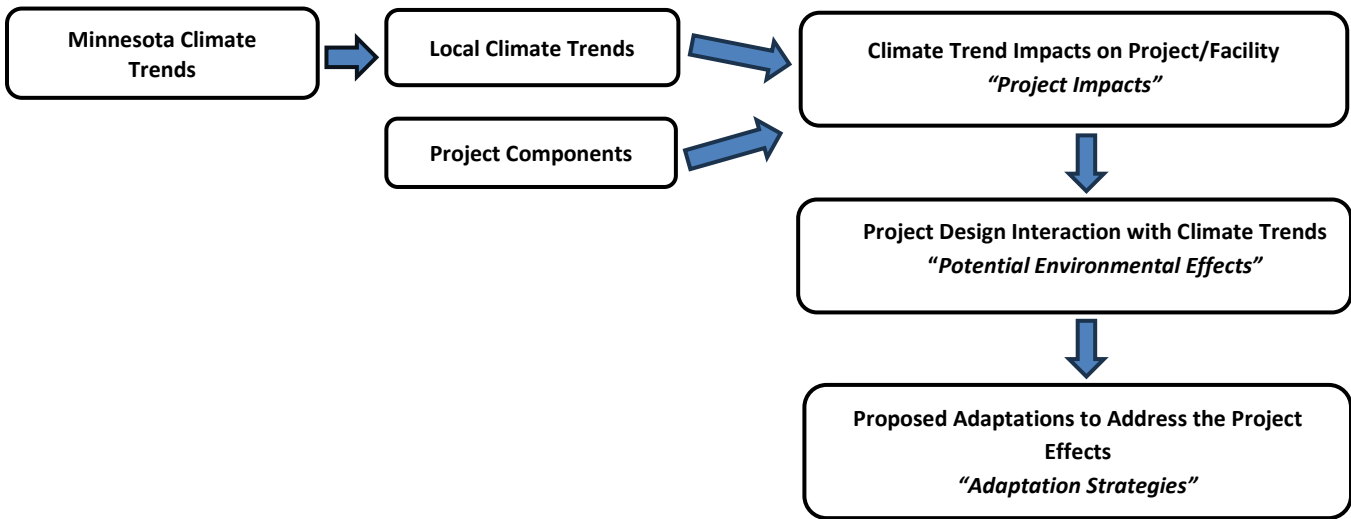 Minnesota Climate
Trends
Local Climate Trends
Project Components
Climate Trend Impacts on Project/Facility
“Project Impacts”
Project Design Interaction with Climate Trends
“Potential Environmental Effects”
Proposed Adaptations to Address the Project
Effects
“Adaptation Strategies”